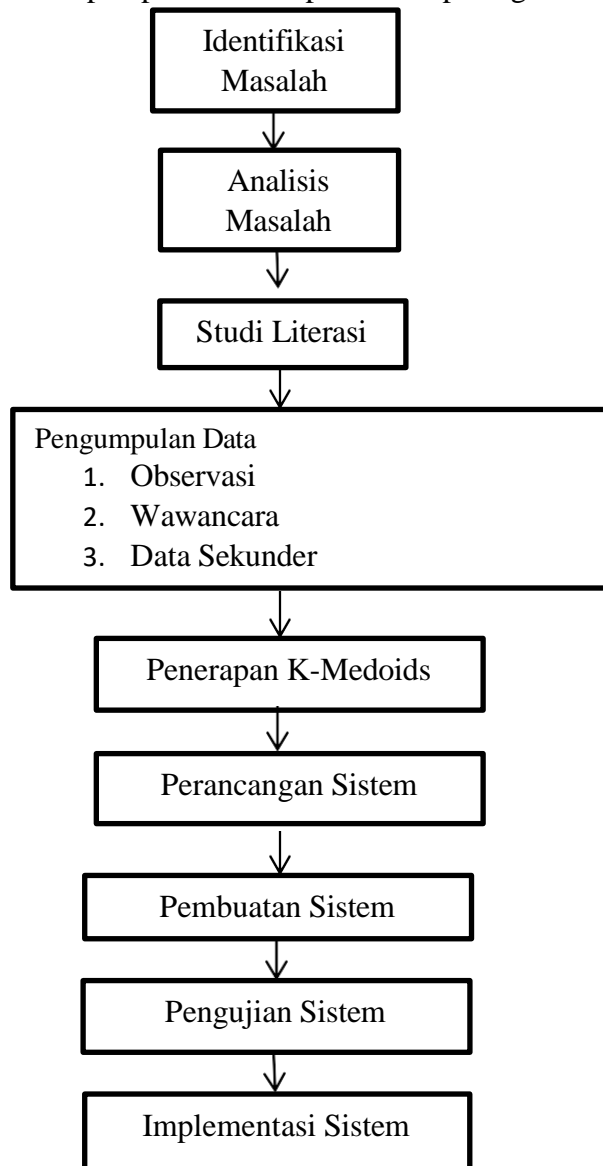 Identifikasi
Masalah
Analisis
Masalah
Studi Literasi
Pengumpulan Data
1. Observasi
2. Wawancara
3. Data Sekunder
Penerapan K-Medoids
Perancangan Sistem
Pembuatan Sistem
Pengujian Sistem
Implementasi Sistem